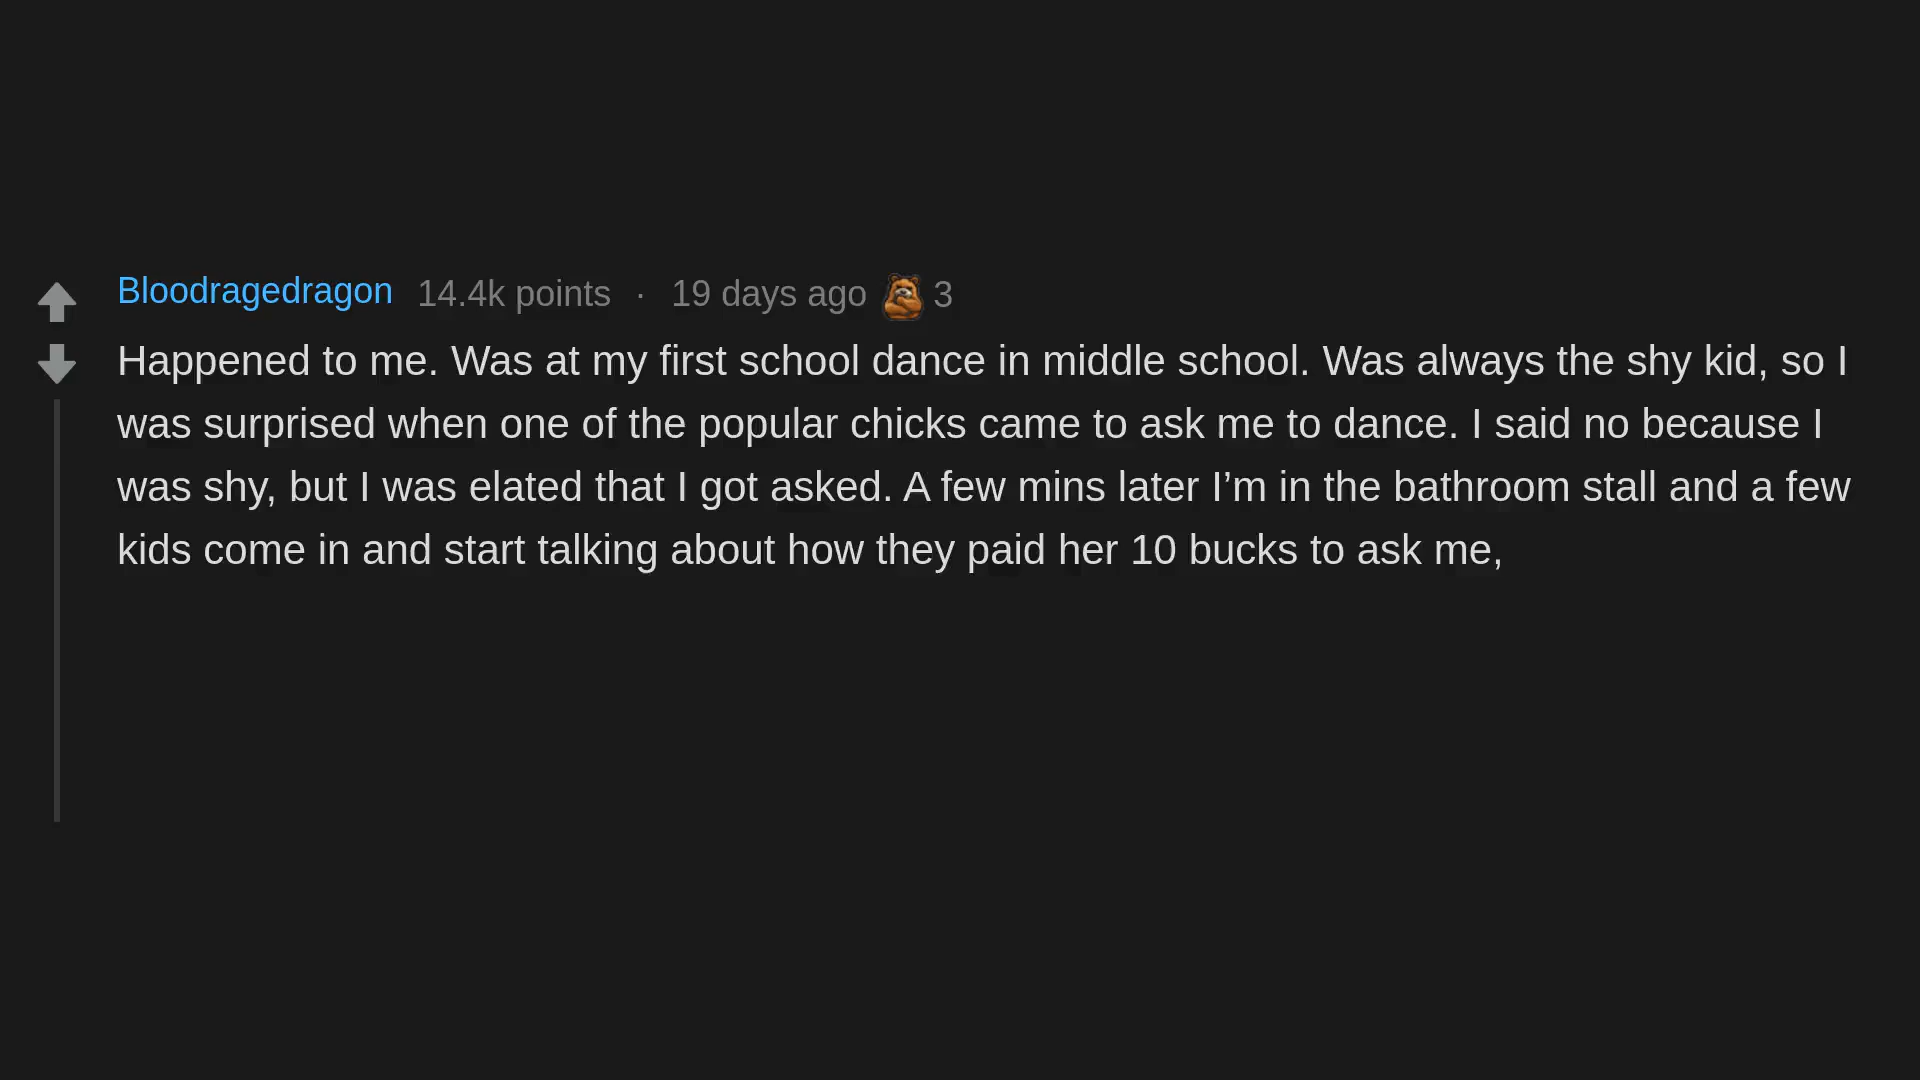 Bloodragedragon 14.4k points · 19 days ago 3
Happened to me. Was at my first school dance in middle school. Was always the shy kid, so I
was surprised when one of the popular chicks came to ask me to dance. I said no because I
was shy, but I was elated that I got asked. A few mins later I’m in the bathroom stall and a few
kids come in and start talking about how they paid her 10 bucks to ask me,